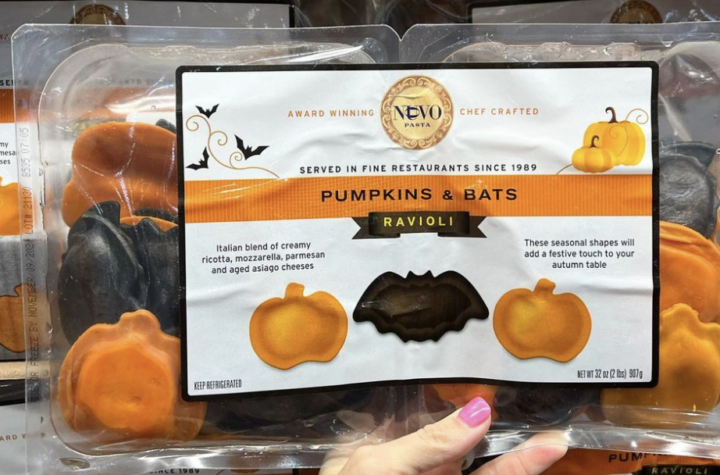 AWARD WINNING
NUOVO
PASTA
CHEF CRAFTED
SERVED IN FINE RESTAURANTS SINCE 1989
PUMPKINS & BATS
RAVIOLI
Italian blend of creamy
ricotta, mozzarella, parmesan
and aged asiago cheeses
These seasonal shapes will
add a festive touch to your
autumn table
KEEP REFRIGERATED
NET WT 32 oz (2 lbs) 907g
RAVIOLI